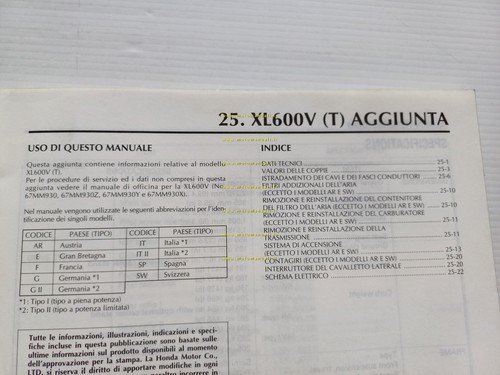 25. XL600V (T) AGGIUNTA
USO DI QUESTO MANUALE
Questa aggiunta contiene informazioni relative al modello
XL600V (T).
Per le procedure di servizio ed i dati non compresi in questa
aggiunta vedere il manuale di officina per la XL600V (No.
67MM930, 67MM930Z, 67MM930Y e 67MM930X).
Nel manuale vengono utilizzate le seguenti abbreviazioni per l'iden-
tificazione dei singoli modelli.
CODICE PAESE (TIPO) CODICE PAESE (TIPO)
AR Austria IT Italia *1
E Gran Bretagna IT II Italia *2
F Francia SP Spagna
G Germania *1 SW Svizzera
G II Germania *2
*1: Tipo I (tipo a piena potenza)
*2: Tipo II (tipo a potenza limitata)
Tutte le informazioni, illustrazioni, indicazioni e speci-
fiche incluse in questa pubblicazione sono basate sulle
ultime informazioni sul prodotto disponibili al momento
dell'approvazione per la stampa. La Honda Motor Co.,
LTD. si riserva il diritto di apportare modifiche in ogni
INDICE
DATI TECNICI 25-1
VALORI DELLE COPPIE 25-3
ISTRADAMENTO DEI CAVI E DEI FASCI CONDUTTORI 25-6
FILTRI ADDIZIONALI DELL'ARIA
(ECCETTO I MODELLI AR E SW) 25-10
RIMOZIONE E REINSTALLAZIONE DEL CONTENITORE
DEL FILTRO DELL'ARIA (ECCETTO I MODELLI AR E SW) 25-10
RIMOZIONE E REINSTALLAZIONE DEL CARBURATORE
(ECCETTO I MODELLI AR E SW) 25-11
RIMOZIONE E REINSTALLAZIONE DELLA
TRASMISSIONE 25-11
SISTEMA DI ACCENSIONE
(ECCETTO I MODELLI AR E SW) 25-13
CONTAGIRI (ECCETTO I MODELLI AR E SW) 25-20
INTERRUTTORE DEL CAVALLETTO LATERALE 25-20
SCHEMA ELETTRICO 25-22